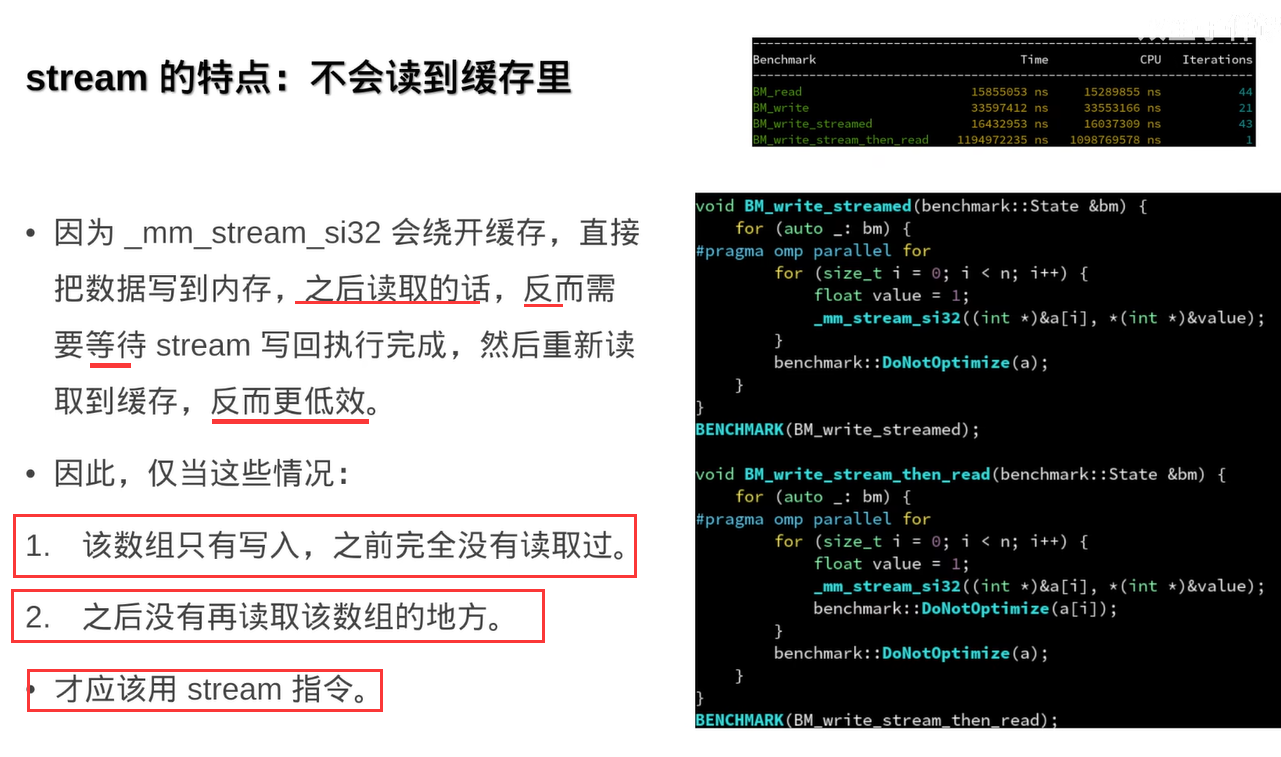 stream 的特点：不会读到缓存里
Benchmark Time CPU Iterations
BM_read 15855053 ns 15289855 ns 44
BM_write 33597412 ns 33553166 ns 21
BM_write_streamed 16432953 ns 16037309 ns 43
BM_write_stream_then_read 1194972235 ns 1098769578 ns 1
• 因为 _mm_stream_si32 会绕开缓存，直接
把数据写到内存，之后读取的话，反而需
要等待 stream 写回执行完成，然后重新读
取到缓存，反而更低效。
• 因此，仅当这些情况：
1. 该数组只有写入，之前完全没有读取过。
2. 之后没有再读取该数组的地方。
• 才应该用 stream 指令。
void BM_write_streamed(benchmark::State &bm) {
for (auto _: bm) {
#pragma omp parallel for
for (size_t i = 0; i < n; i++) {
float value = 1;
_mm_stream_si32((int *)&a[i], *(int *)&value);
}
benchmark::DoNotOptimize(a);
}
}
BENCHMARK(BM_write_streamed);
void BM_write_stream_then_read(benchmark::State &bm) {
for (auto _: bm) {
#pragma omp parallel for
for (size_t i = 0; i < n; i++) {
float value = 1;
_mm_stream_si32((int *)&a[i], *(int *)&value);
benchmark::DoNotOptimize(a[i]);
}
benchmark::DoNotOptimize(a);
}
}
BENCHMARK(BM_write_stream_then_read);